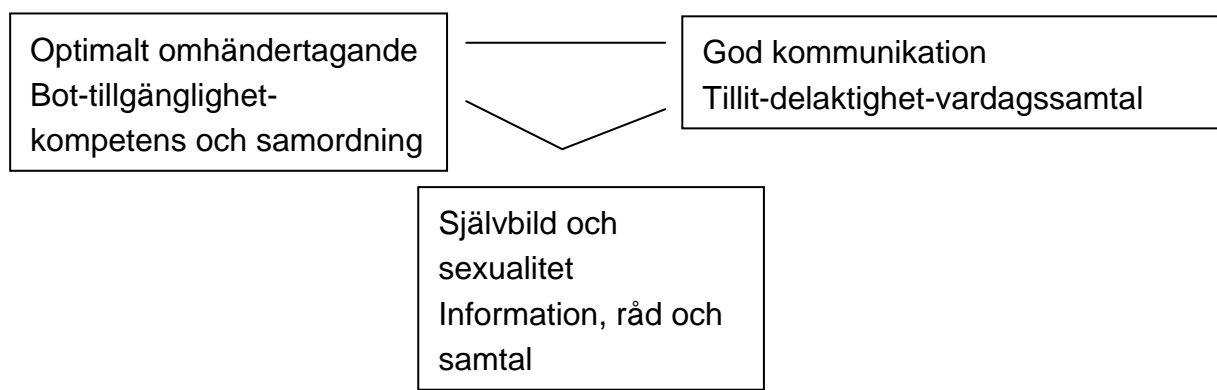 Optimalt omhändertagande
Bot-tillgänglighet-
kompetens och samordning
God kommunikation
Tillit-delaktighet-vardagssamtal
Självbild och
sexualitet
Information, råd och
samtal